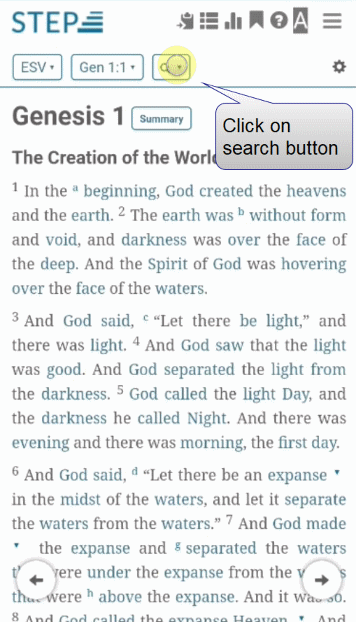 STEP
A
ESV Gen 1:1
Genesis 1 Summary
Click on
search button
The Creation of the World
1 In the a beginning, God created the heavens
and the earth. 2 The earth was b without form
and void, and darkness was over the face of
the deep. And the Spirit of God was hovering
over the face of the waters.
3 And God said, c “Let there be light,” and
there was light. 4 And God saw that the light
was good. And God separated the light from
the darkness. 5 God called the light Day, and
the darkness he called Night. And there was
evening and there was morning, the first day.
6 And God said, d “Let there be an expanse
in the midst of the waters, and let it separate
the waters from the waters.” 7 And God made
the expanse and g separated the waters
were under the expanse from the
were h above the expanse. And it was so.
8 And God called the expanse Heaven. And